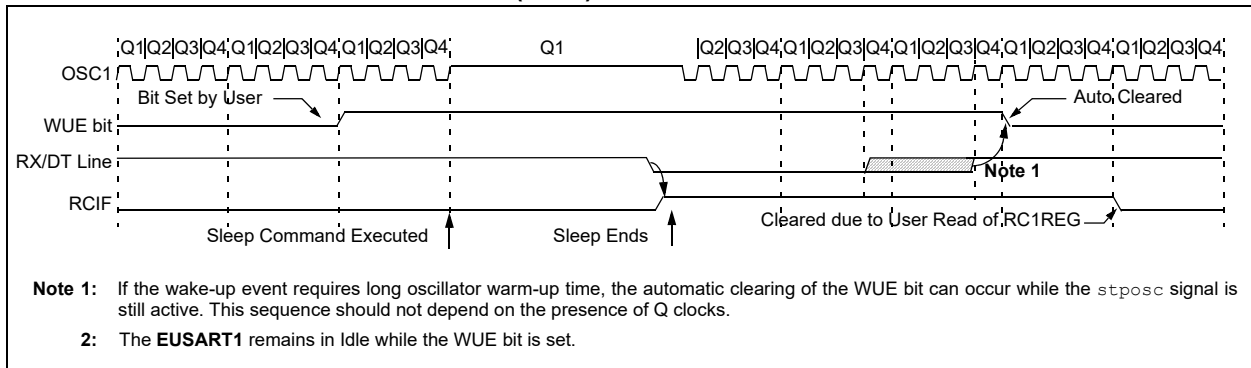 Q1|Q2|Q3|Q4|Q1|Q2|Q3|Q4|Q1|Q2|Q3|Q4 Q1 |Q2|Q3|Q4|Q1|Q2|Q3|Q4|Q1|Q2|Q3|Q4|Q1|Q2|Q3|Q4|Q1|Q2|Q3|Q4
OSC1
Bit Set by User Auto Cleared
WUE bit
RX/DT Line
Note 1
RCIF
Cleared due to User Read of RC1REG
Sleep Command Executed Sleep Ends
Note 1: If the wake-up event requires long oscillator warm-up time, the automatic clearing of the WUE bit can occur while the stposc signal is
still active. This sequence should not depend on the presence of Q clocks.
2: The EUSART1 remains in Idle while the WUE bit is set.